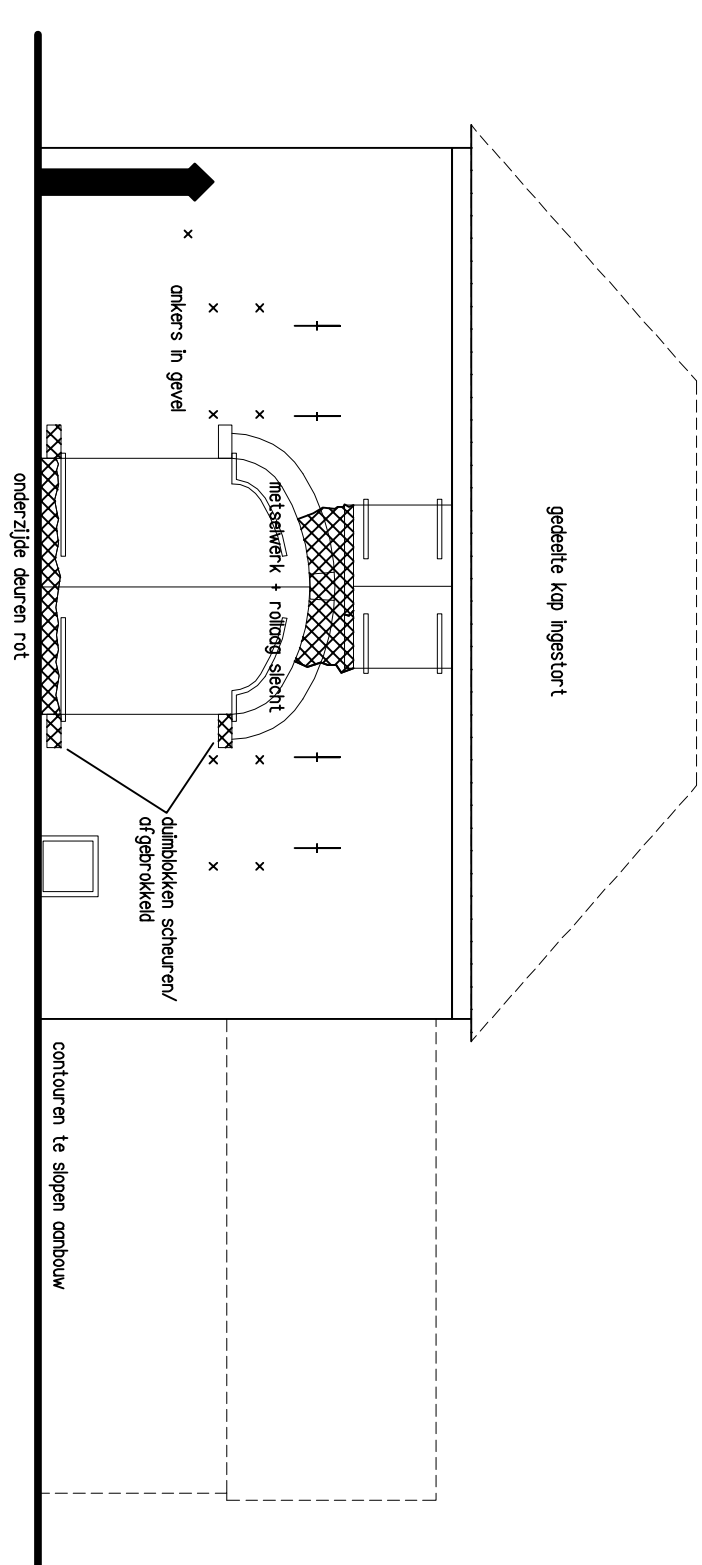 gedeelte kap ingestort
metselwerk + rollaag slecht
ankers in gevel
duimblokken scheuren/
afgebrokkeld
contouren te slopen aanbouw
onderzijde deuren rot